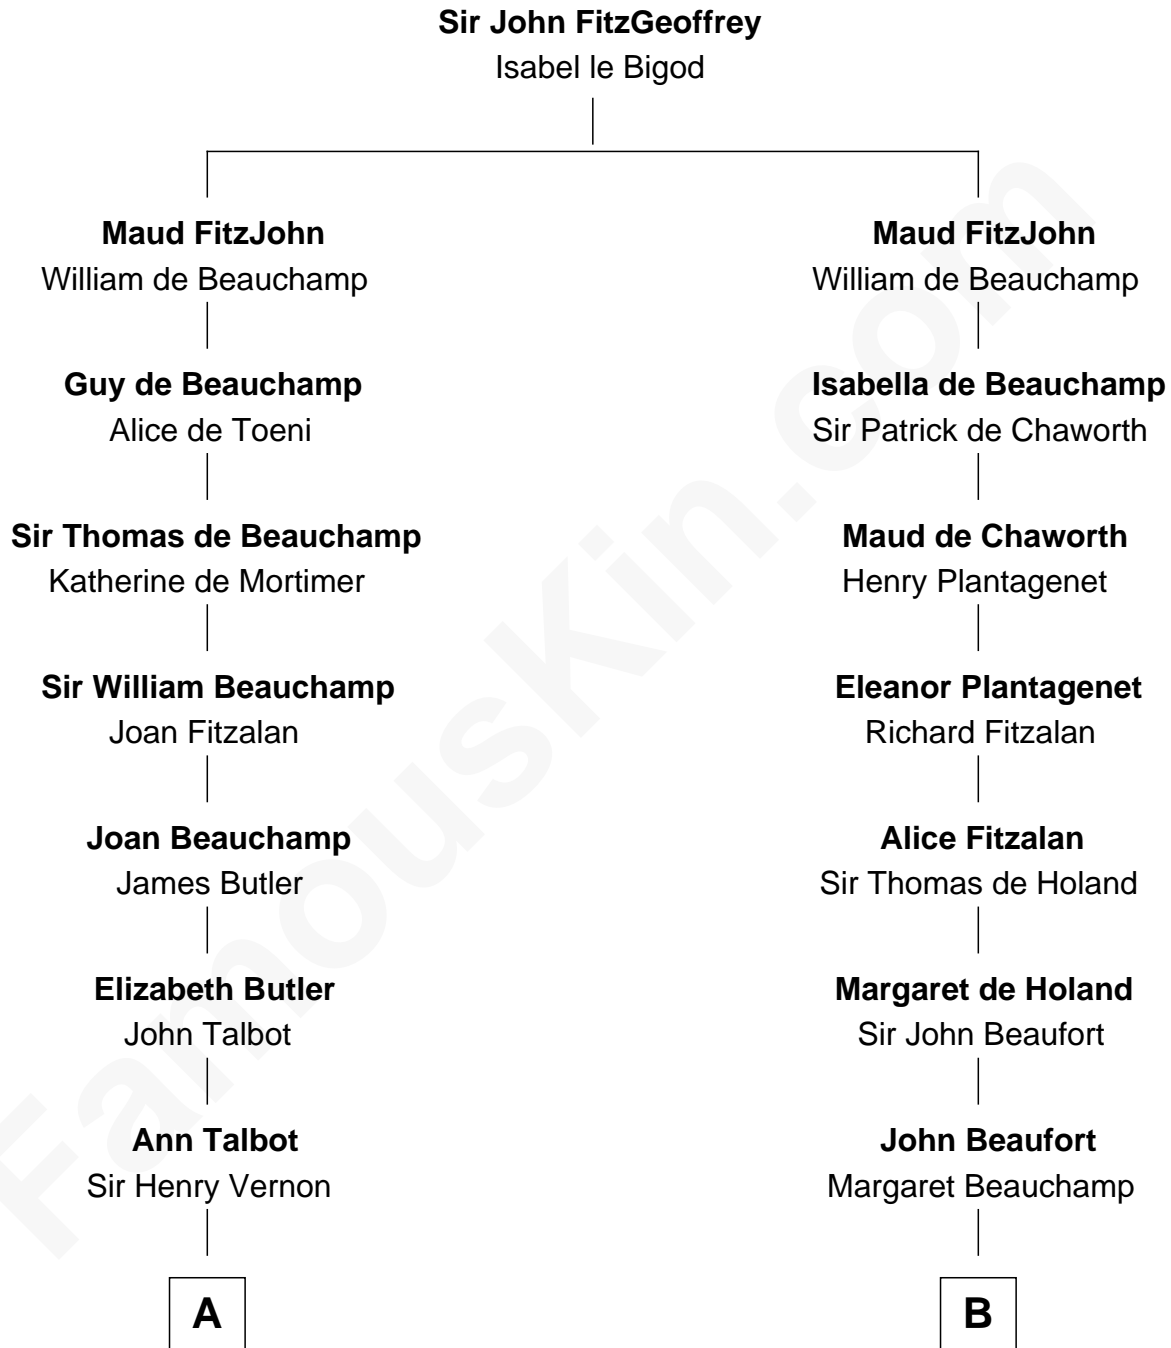 Sir John FitzGeoffrey
Isabel le Bigod
Maud FitzJohn
William de Beauchamp
Maud FitzJohn
William de Beauchamp
Guy de Beauchamp
Alice de Toeni
Isabella de Beauchamp
Sir Patrick de Chaworth
Sir Thomas de Beauchamp
Katherine de Mortimer
Maud de Chaworth
Henry Plantagenet
Sir William Beauchamp
Joan Fitzalan
Eleanor Plantagenet
Richard Fitzalan
Joan Beauchamp
James Butler
Alice Fitzalan
Sir Thomas de Holand
Elizabeth Butler
John Talbot
Margaret de Holand
Sir John Beaufort
Ann Talbot
Sir Henry Vernon
John Beaufort
Margaret Beauchamp
A
B
FamousKin.com